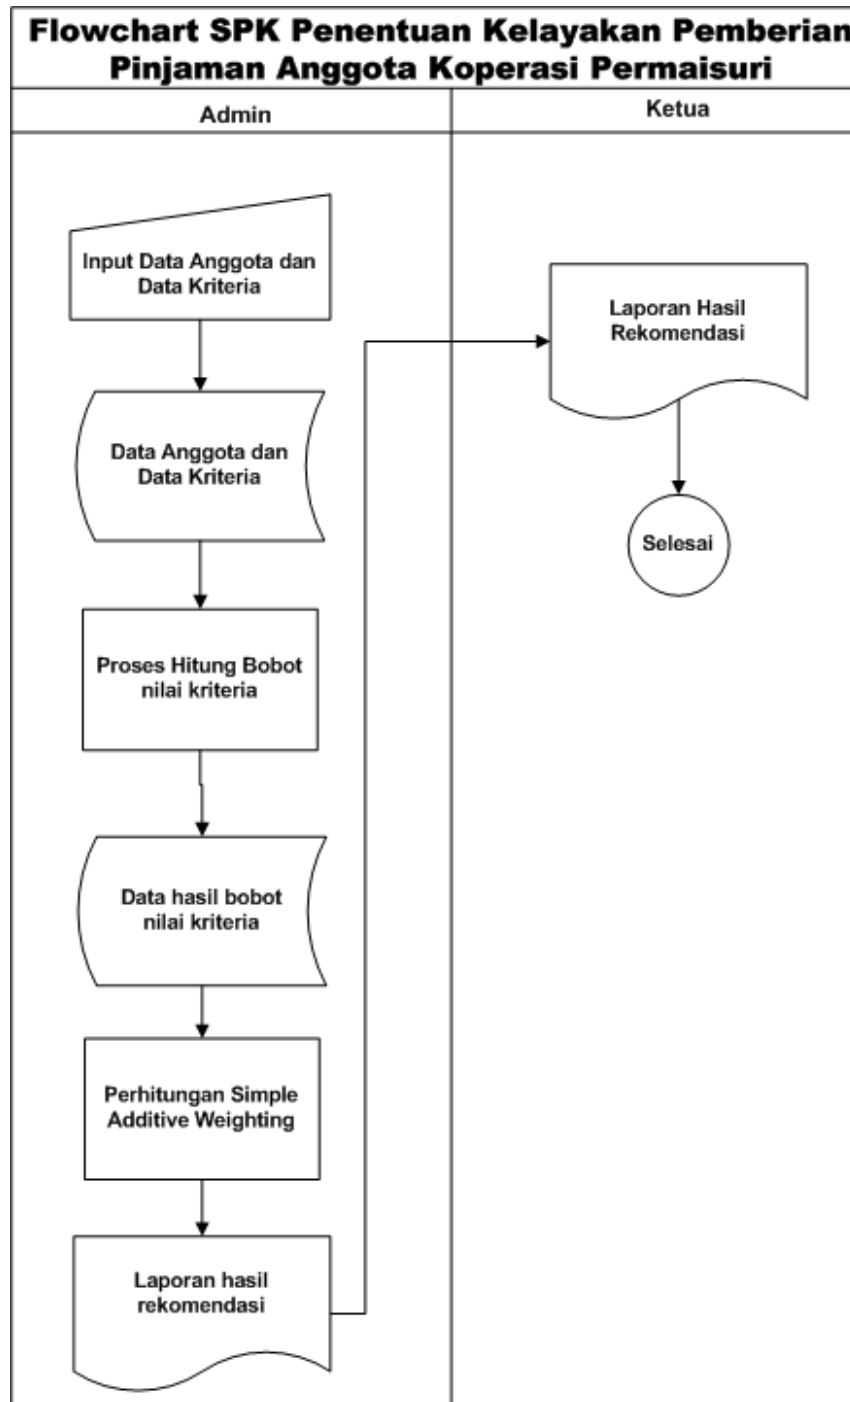 Flowchart SPK Penentuan Kelayakan Pemberian
Pinjaman Anggota Koperasi Permaisuri
Admin
Ketua
Input Data Anggota dan
Data Kriteria
Data Anggota dan
Data Kriteria
Proses Hitung Bobot
nilai kriteria
Data hasil bobot
nilai kriteria
Perhitungan Simple
Additive Weighting
Laporan hasil
rekomendasi
Laporan Hasil
Rekomendasi
Selesai